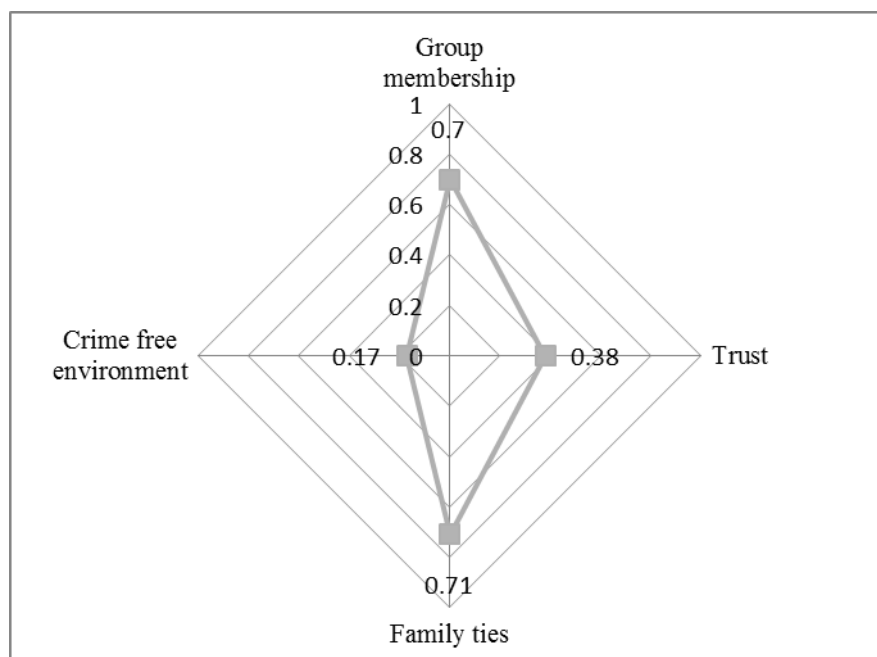 Group
membership
1
0.7
0.8
0.6
0.4
0.2
Crime free
environment
0.17
0
0.38
Trust
0.71
Family ties